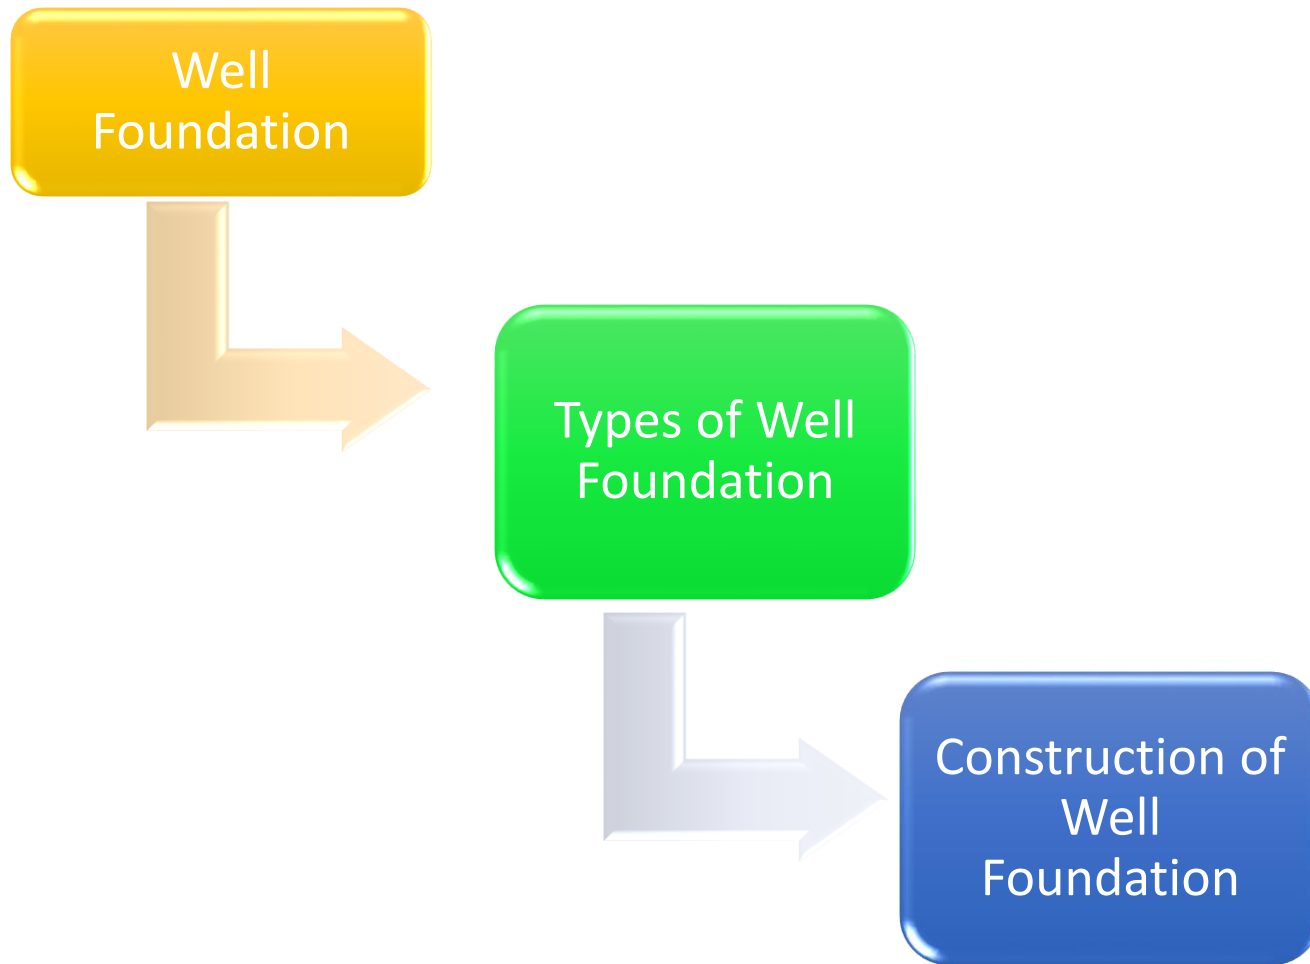 Well
Foundation
Types of Well
Foundation
Construction of
Well
Foundation